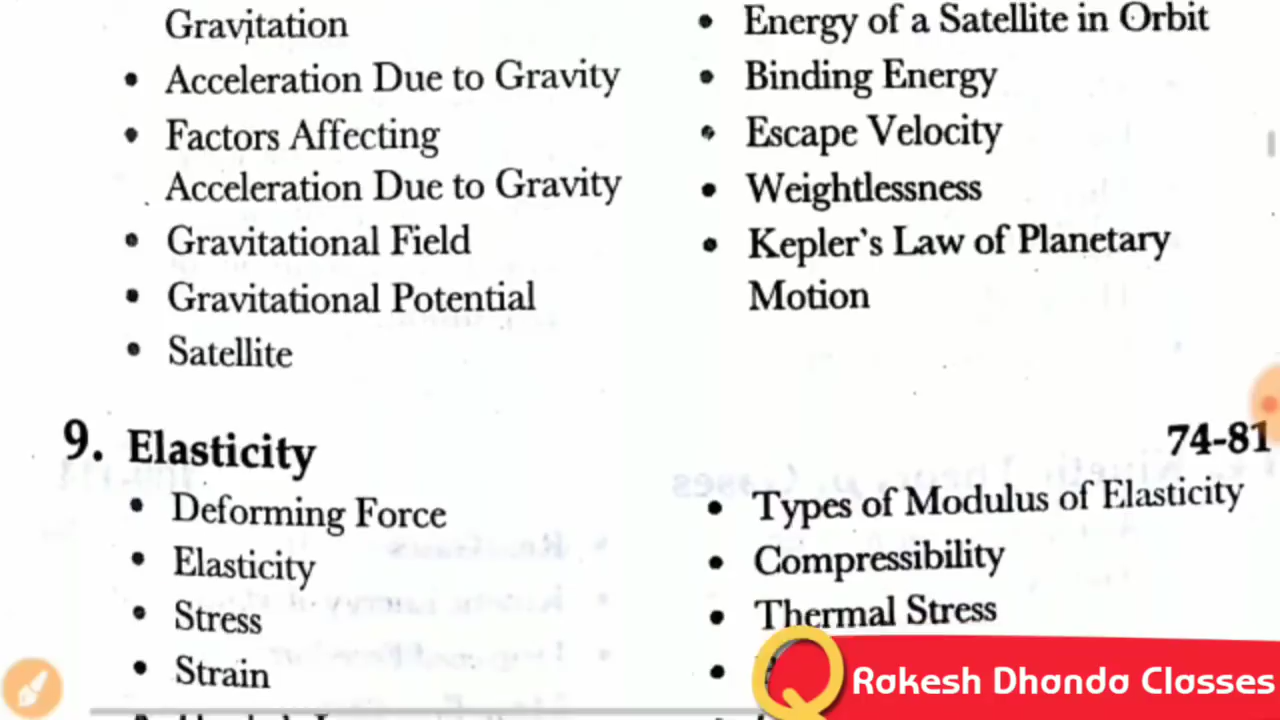 Gravitation
• Acceleration Due to Gravity
• Factors Affecting
Acceleration Due to Gravity
• Gravitational Field
• Gravitational Potential
• Satellite
• Energy of a Satellite in Orbit
• Binding Energy
• Escape Velocity
• Weightlessness
• Kepler's Law of Planetary
Motion
9. Elasticity 74-81
• Deforming Force
• Elasticity
• Stress
• Strain
• Types of Modulus of Elasticity
• Compressibility
• Thermal Stress
Rakesh Dhanda Classes